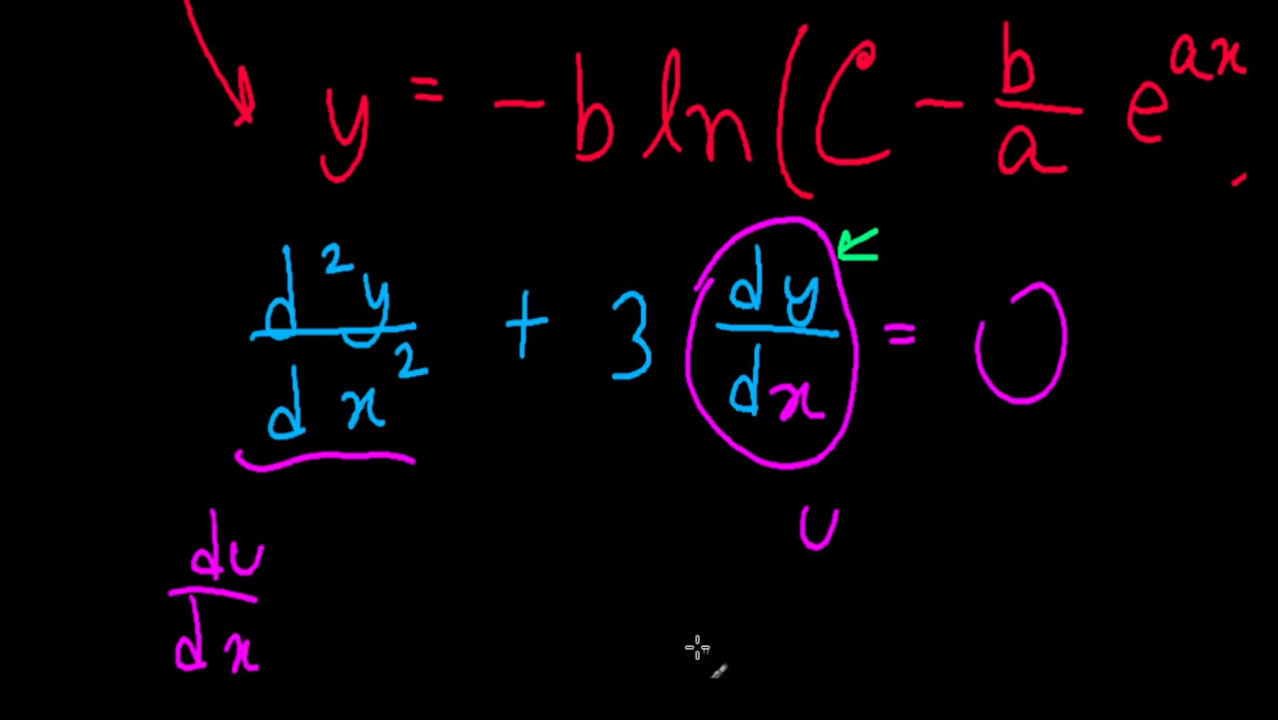 y = - b ln ( C - b/a e^{ax}
d²y/dx² + 3 dy/dx = 0
u
du/dx